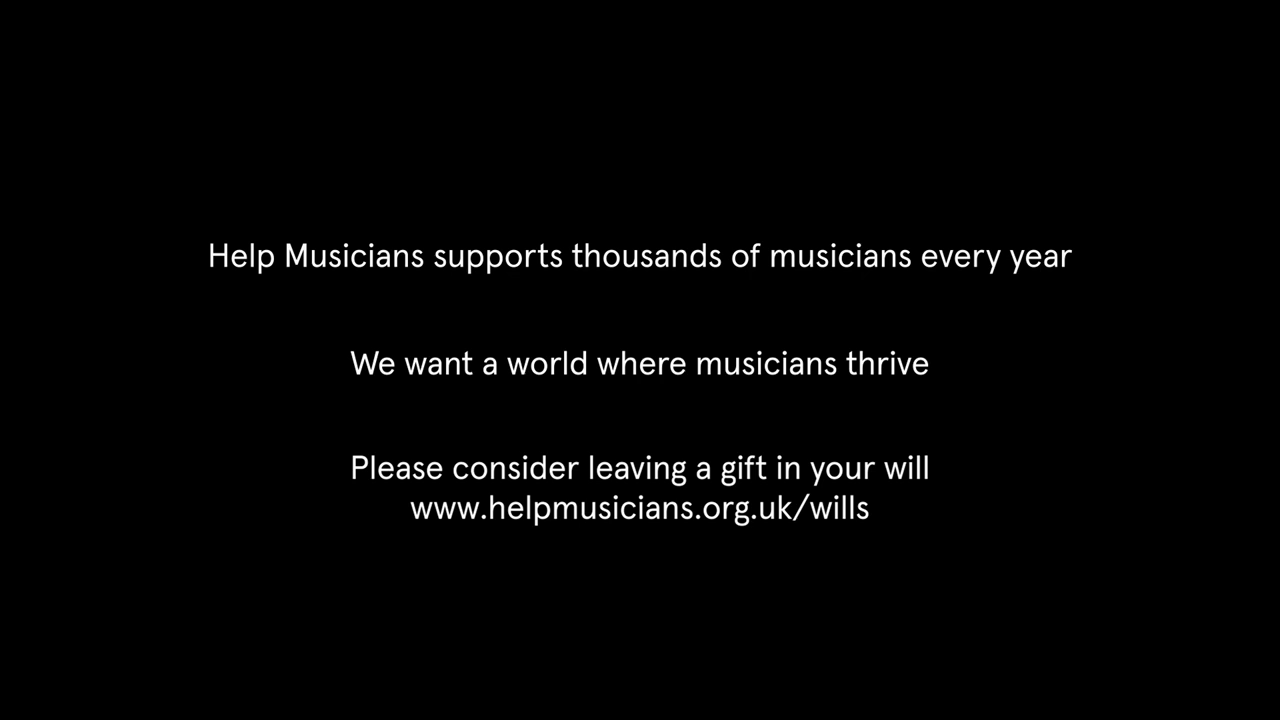 Help Musicians supports thousands of musicians every year
We want a world where musicians thrive
Please consider leaving a gift in your will
www.helpmusicians.org.uk/wills